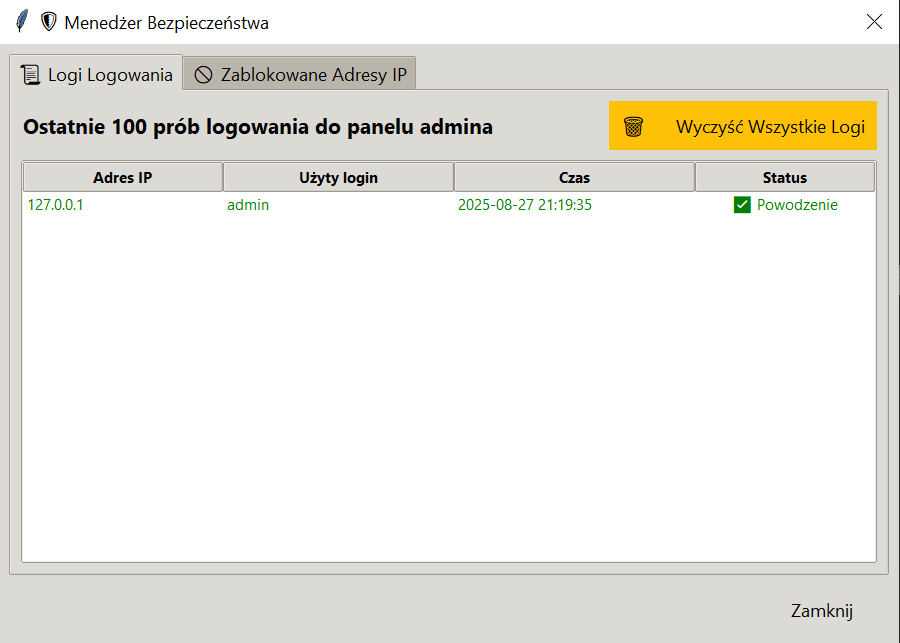 Menedżer Bezpieczeństwa
Logi Logowania
Zablokowane Adresy IP
Ostatnie 100 prób logowania do panelu admina
Wyczyść Wszystkie Logi
Adres IP Użyty login Czas Status
127.0.0.1 admin 2025-08-27 21:19:35 Powodzenie
Zamknij